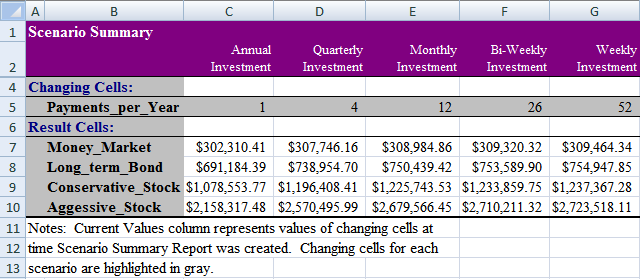 A B C D E F G
1 Scenario Summary
Annual Quarterly Monthly Bi-Weekly Weekly
2 Investment Investment Investment Investment Investment
4 Changing Cells:
5 Payments_per_Year 1 4 12 26 52
6 Result Cells:
7 Money_Market $302,310.41 $307,746.16 $308,984.86 $309,320.32 $309,464.34
8 Long_term_Bond $691,184.39 $738,954.70 $750,439.42 $753,589.90 $754,947.85
9 Conservative_Stock $1,078,553.77 $1,196,408.41 $1,225,743.53 $1,233,859.75 $1,237,367.28
10 Aggessive_Stock $2,158,317.48 $2,570,495.99 $2,679,566.45 $2,710,211.32 $2,723,518.11
11 Notes: Current Values column represents values of changing cells at
12 time Scenario Summary Report was created. Changing cells for each
13 scenario are highlighted in gray.